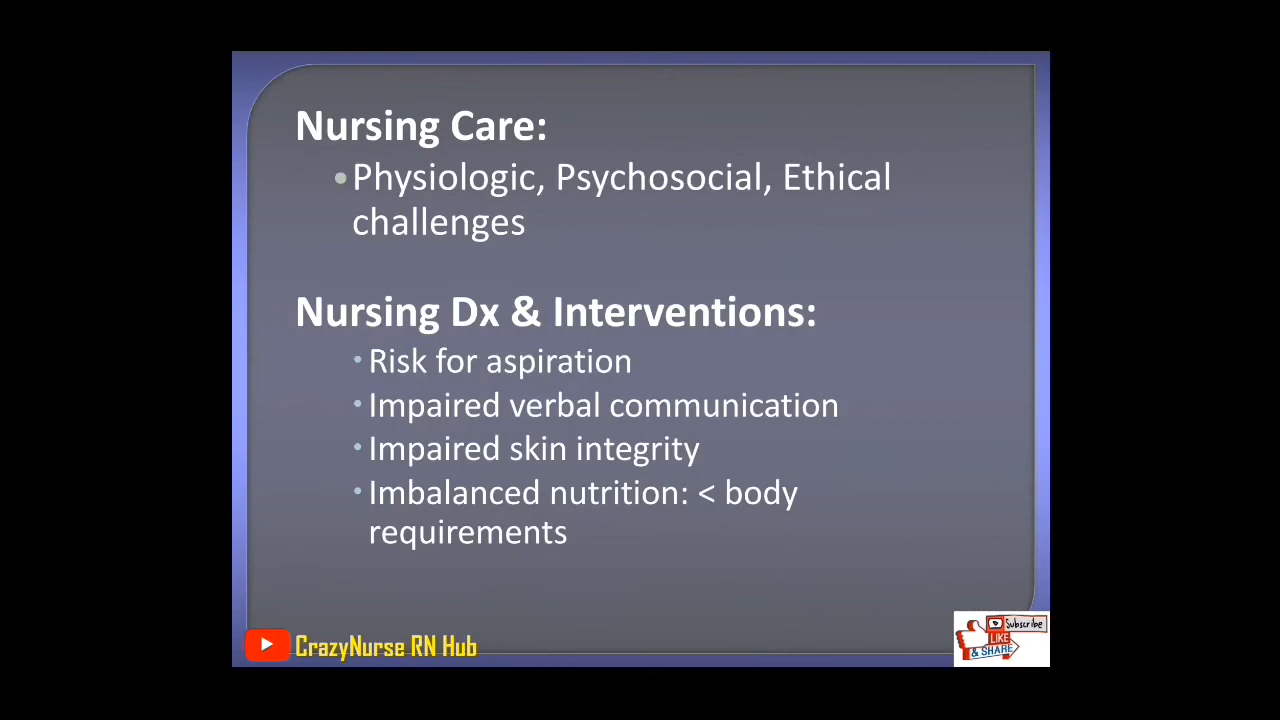 Nursing Care:
•Physiologic, Psychosocial, Ethical
challenges
Nursing Dx & Interventions:
• Risk for aspiration
• Impaired verbal communication
• Impaired skin integrity
• Imbalanced nutrition: < body
requirements
CrazyNurse RN Hub
Subscribe
LIKE
& SHARE